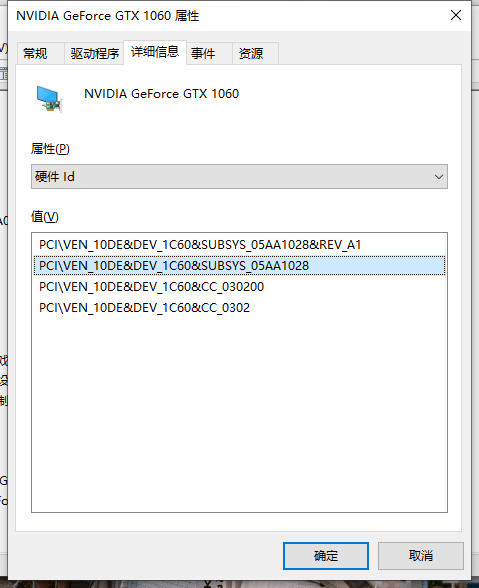 NVIDIA GeForce GTX 1060 属性
常规 驱动程序 详细信息 事件 资源
NVIDIA GeForce GTX 1060
属性(P)
硬件 Id
值(V)
PCI\VEN_10DE&DEV_1C60&SUBSYS_05AA1028&REV_A1
PCI\VEN_10DE&DEV_1C60&SUBSYS_05AA1028
PCI\VEN_10DE&DEV_1C60&CC_030200
PCI\VEN_10DE&DEV_1C60&CC_0302
确定 取消